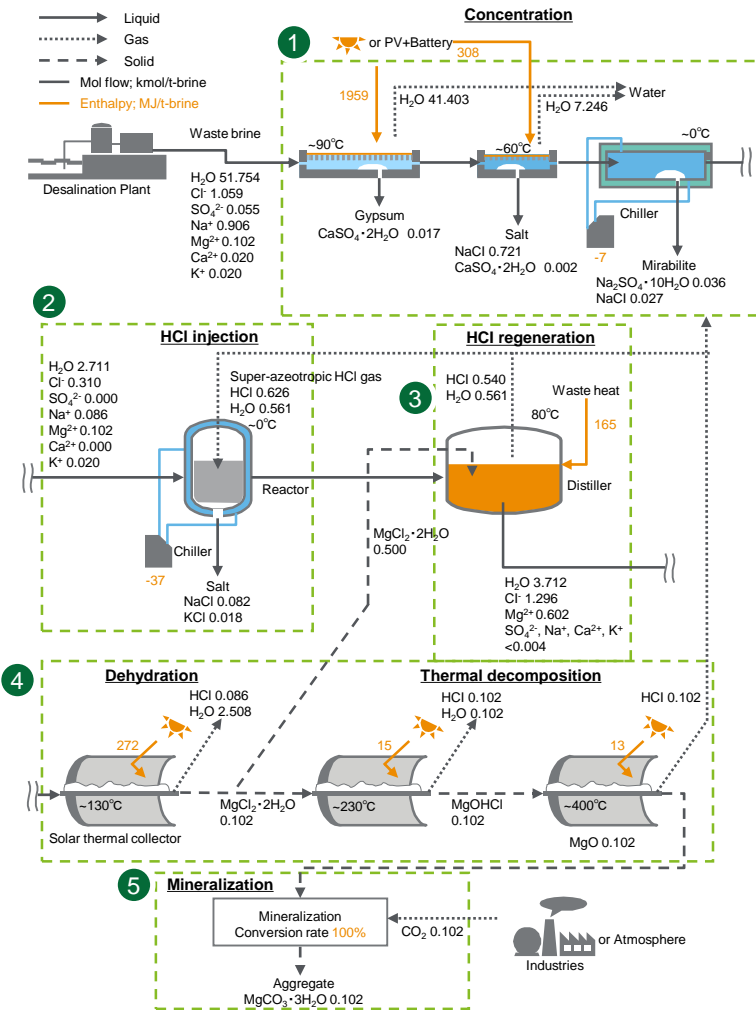 Liquid
Gas
Solid
Mol flow; kmol/t-brine
Enthalpy; MJ/t-brine
Concentration
1
or PV+Battery
308
1959
H₂O 41.403
Water
H₂O 7.246
Waste brine
~90℃
~60℃
~0℃
Desalination Plant
H₂O 51.754
Cl⁻ 1.059
SO₄²⁻ 0.055
Na⁺ 0.906
Mg²⁺ 0.102
Ca²⁺ 0.020
K⁺ 0.020
Gypsum
CaSO₄・2H₂O 0.017
Salt
NaCl 0.721
CaSO₄・2H₂O 0.002
Chiller
-7
Mirabilite
Na₂SO₄・10H₂O 0.036
NaCl 0.027
2
HCl injection
H₂O 2.711
Cl⁻ 0.310
SO₄²⁻ 0.000
Na⁺ 0.086
Mg²⁺ 0.102
Ca²⁺ 0.000
K⁺ 0.020
Super-azeotropic HCl gas
HCl 0.626
H₂O 0.561
~0℃
Reactor
Chiller
-37
Salt
NaCl 0.082
KCl 0.018
HCl regeneration
3
HCl 0.540
H₂O 0.561
80℃
Waste heat
165
Distiller
MgCl₂・2H₂O
0.500
H₂O 3.712
Cl⁻ 1.296
Mg²⁺ 0.602
SO₄²⁻, Na⁺, Ca²⁺, K⁺
<0.004
4
Dehydration
HCl 0.086
H₂O 2.508
272
~130℃
Solar thermal collector
MgCl₂・2H₂O
0.102
Thermal decomposition
HCl 0.102
H₂O 0.102
15
~230℃
MgOHCl
0.102
HCl 0.102
13
~400℃
MgO 0.102
5
Mineralization
Mineralization
Conversion rate 100%
CO₂ 0.102
or Atmosphere
Industries
Aggregate
MgCO₃・3H₂O 0.102